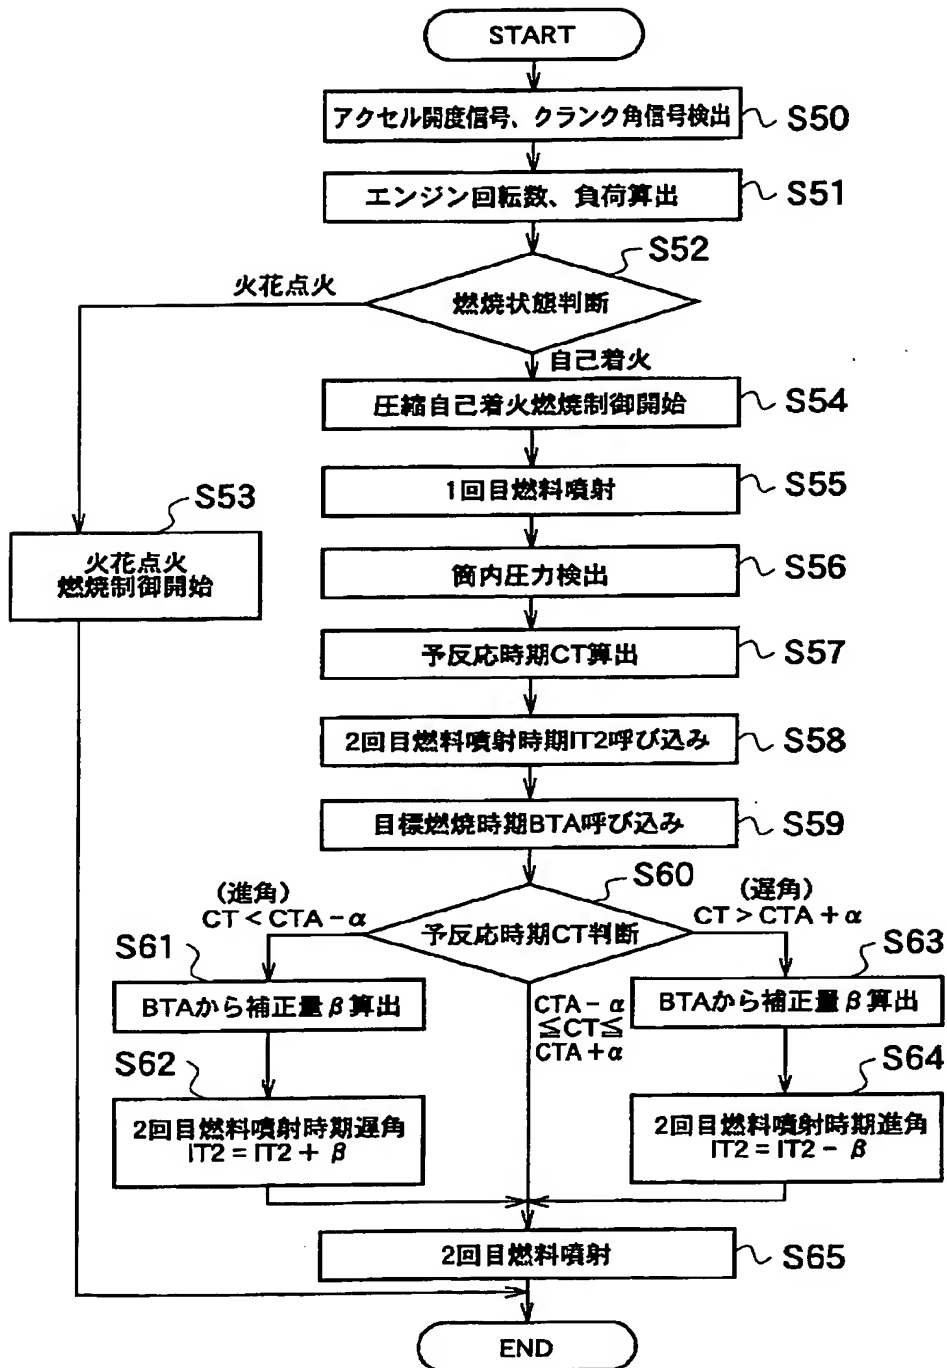 START
アクセル開度信号、クランク角信号検出
S50
エンジン回転数、負荷算出
S51
S52
火花点火
燃焼状態判断
自己着火
圧縮自己着火燃焼制御開始
S54
1回目燃料噴射
S55
S53
火花点火
燃焼制御開始
筒内圧力検出
S56
予反応時期CT算出
S57
2回目燃料噴射時期IT2呼び込み
S58
目標燃焼時期BTA呼び込み
S59
S60
(進角)
CT < CTA − α
予反応時期CT判断
(遅角)
CT > CTA + α
S61
BTAから補正量β算出
CTA − α
≦CT≦
CTA + α
S63
BTAから補正量β算出
S62
2回目燃料噴射時期遅角
IT2 = IT2 + β
S64
2回目燃料噴射時期進角
IT2 = IT2 − β
2回目燃料噴射
S65
END